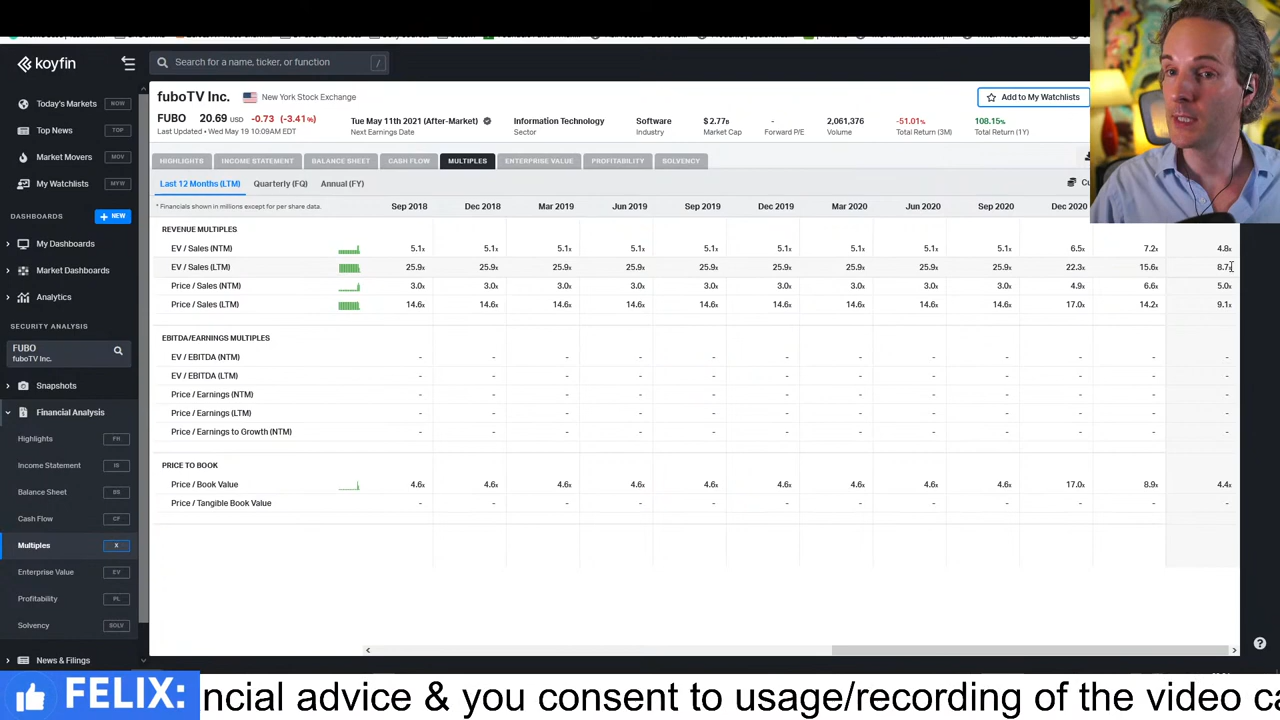 koyfin
Search for a name, ticker, or function /
fuboTV Inc. New York Stock Exchange
Add to My Watchlists
FUBO 20.69 USD -0.73 (-3.41%)
Last Updated • Wed May 19 10:09AM EDT
Tue May 11th 2021 (After-Market)
Next Earnings Date
Information Technology
Sector
Software
Industry
$ 2.77B
Market Cap
-
Forward P/E
2,061,376
Volume
-51.01%
Total Return (3M)
108.15%
Total Return (1Y)
HIGHLIGHTS INCOME STATEMENT BALANCE SHEET CASH FLOW MULTIPLES ENTERPRISE VALUE PROFITABILITY SOLVENCY
Last 12 Months (LTM) Quarterly (FQ) Annual (FY)
* Financials shown in millions except for per share data. Sep 2018 Dec 2018 Mar 2019 Jun 2019 Sep 2019 Dec 2019 Mar 2020 Jun 2020 Sep 2020 Dec 2020
REVENUE MULTIPLES
EV / Sales (NTM) 5.1x 5.1x 5.1x 5.1x 5.1x 5.1x 5.1x 5.1x 5.1x 6.5x 7.2x 4.8x
EV / Sales (LTM) 25.9x 25.9x 25.9x 25.9x 25.9x 25.9x 25.9x 25.9x 25.9x 22.3x 15.6x 8.7x
Price / Sales (NTM) 3.0x 3.0x 3.0x 3.0x 3.0x 3.0x 3.0x 3.0x 3.0x 4.9x 6.6x 5.0x
Price / Sales (LTM) 14.6x 14.6x 14.6x 14.6x 14.6x 14.6x 14.6x 14.6x 14.6x 17.0x 14.2x 9.1x
EBITDA/EARNINGS MULTIPLES
EV / EBITDA (NTM) - - - - - - - - - - - -
EV / EBITDA (LTM) - - - - - - - - - - - -
Price / Earnings (NTM) - - - - - - - - - - - -
Price / Earnings (LTM) - - - - - - - - - - - -
Price / Earnings to Growth (NTM) - - - - - - - - - - - -
PRICE TO BOOK
Price / Book Value 4.6x 4.6x 4.6x 4.6x 4.6x 4.6x 4.6x 4.6x 4.6x 17.0x 8.9x 4.4x
Price / Tangible Book Value - - - - - - - - - - - -
Today's Markets NOW
Top News TOP
Market Movers MOV
My Watchlists MYW
DASHBOARDS + NEW
My Dashboards
Market Dashboards
Analytics
SECURITY ANALYSIS
FUBO
fuboTV Inc.
Snapshots
Financial Analysis
Highlights FH
Income Statement IS
Balance Sheet BS
Cash Flow CF
Multiples X
Enterprise Value EV
Profitability PL
Solvency SOLV
News & Filings
FELIX: ncial advice & you consent to usage/recording of the video ca